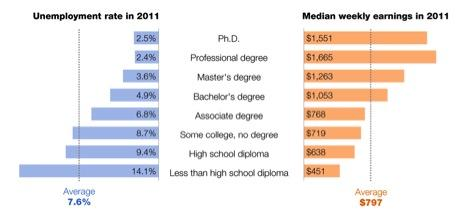 Unemployment rate in 2011 Median weekly earnings in 2011
2.5% Ph.D. $1,551
2.4% Professional degree $1,665
3.6% Master's degree $1,263
4.9% Bachelor's degree $1,053
6.8% Associate degree $768
8.7% Some college, no degree $719
9.4% High school diploma $638
14.1% Less than high school diploma $451
Average Average
7.6% $797